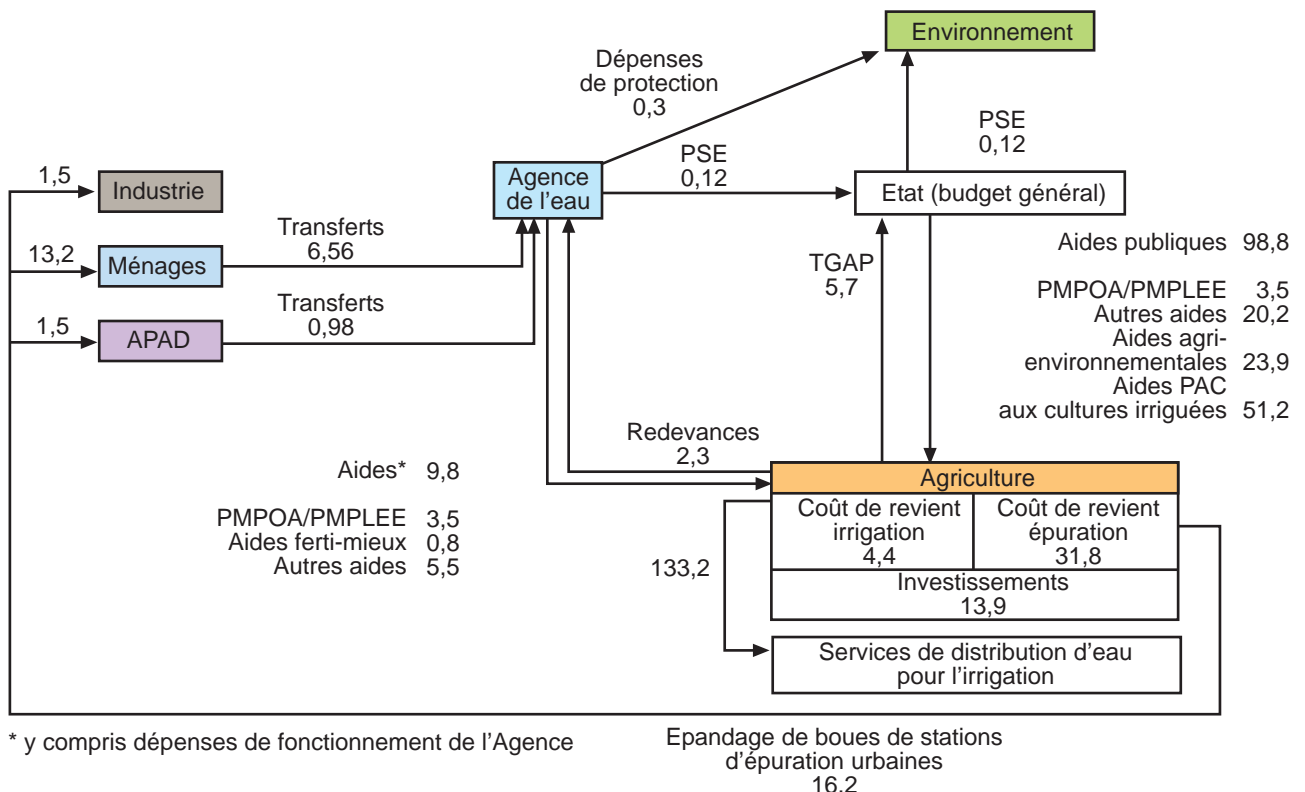 Environnement
Dépenses
de protection
0,3
PSE
0,12
PSE
0,12
1,5
Industrie
Agence
de l'eau
Etat (budget général)
13,2
Ménages
Transferts
6,56
TGAP
5,7
Aides publiques 98,8
1,5
APAD
Transferts
0,98
PMPOA/PMPLEE 3,5
Autres aides 20,2
Aides agri-
environnementales 23,9
Aides PAC
aux cultures irriguées 51,2
Redevances
2,3
Aides* 9,8
PMPOA/PMPLEE 3,5
Aides ferti-mieux 0,8
Autres aides 5,5
Agriculture
Coût de revient
irrigation
4,4
Coût de revient
épuration
31,8
133,2
Investissements
13,9
Services de distribution d'eau
pour l'irrigation
* y compris dépenses de fonctionnement de l'Agence
Epandage de boues de stations
d'épuration urbaines
16,2